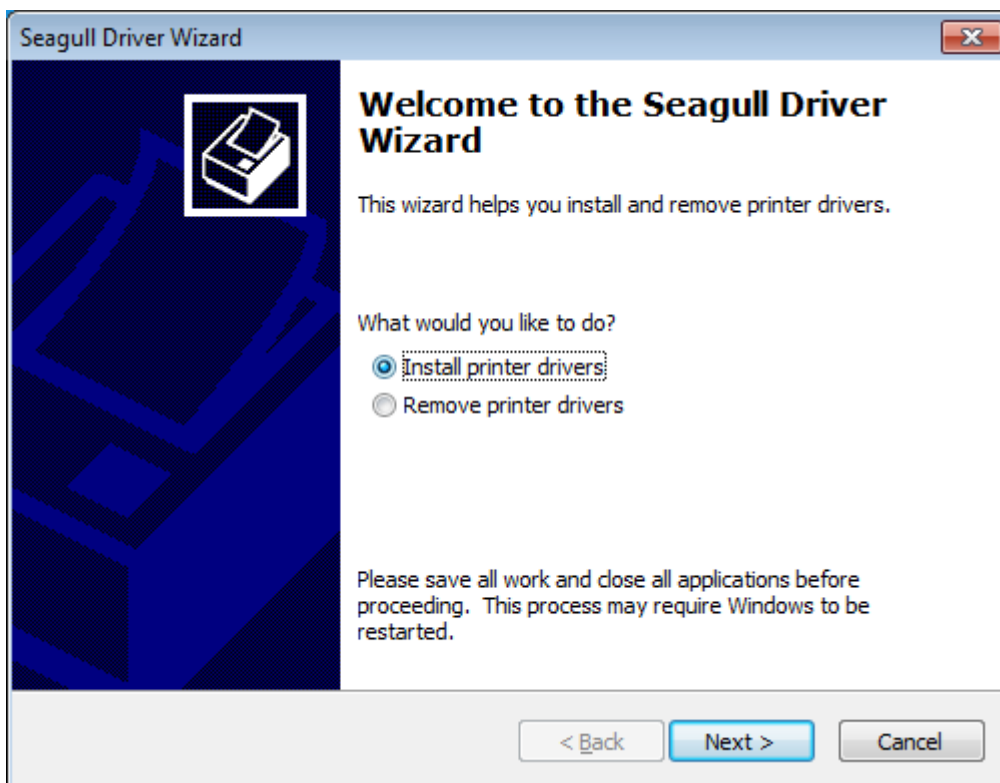 Seagull Driver Wizard
Welcome to the Seagull Driver
Wizard
This wizard helps you install and remove printer drivers.
What would you like to do?
Install printer drivers
Remove printer drivers
Please save all work and close all applications before
proceeding.  This process may require Windows to be
restarted.
< Back
Next >
Cancel